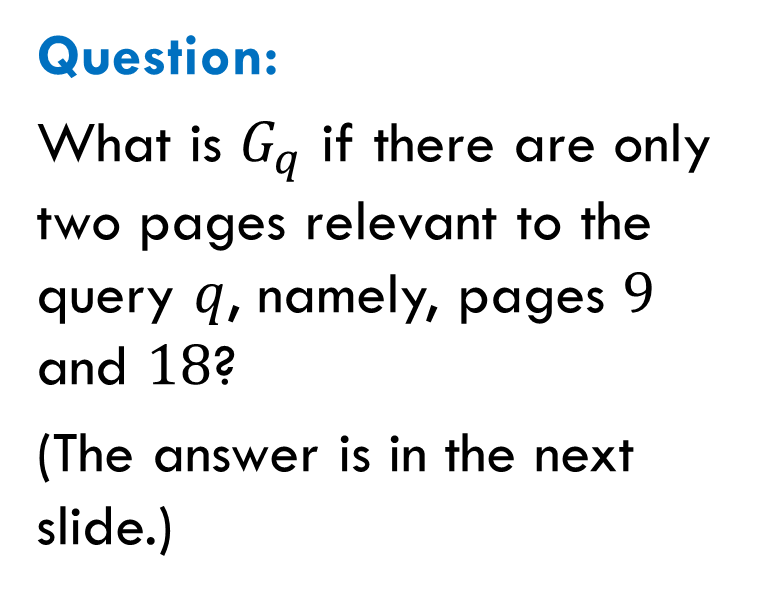 Question:
What is G_q if there are only
two pages relevant to the
query q, namely, pages 9
and 18?
(The answer is in the next
slide.)